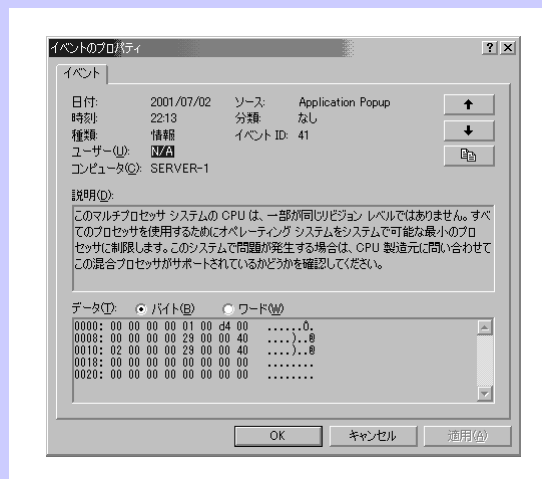 イベントのプロパティ
イベント
日付: 2001/07/02 ソース: Application Popup
時刻: 22:13 分類: なし
種類: 情報 イベント ID: 41
ユーザー(U): N/A
コンピュータ(C): SERVER-1
説明(D):
このマルチプロセッサ システムの CPU は、一部が同じリビジョン レベルではありません。すべ
てのプロセッサを使用するためにオペレーティング システムをシステムで可能な最小のプロ
セッサに制限します。このシステムで問題が発生する場合は、CPU 製造元に問い合わせて
この混合プロセッサがサポートされているかどうかを確認してください。
データ(T): バイト(B) ワード(W)
0000: 00 00 00 00 01 00 d4 00 ......Ô.
0008: 00 00 00 00 29 00 00 40 ....)..@
0010: 02 00 00 00 29 00 00 40 ....)..@
0018: 00 00 00 00 00 00 00 00 ........
0020: 00 00 00 00 00 00 00 00 ........
OK キャンセル 適用(A)